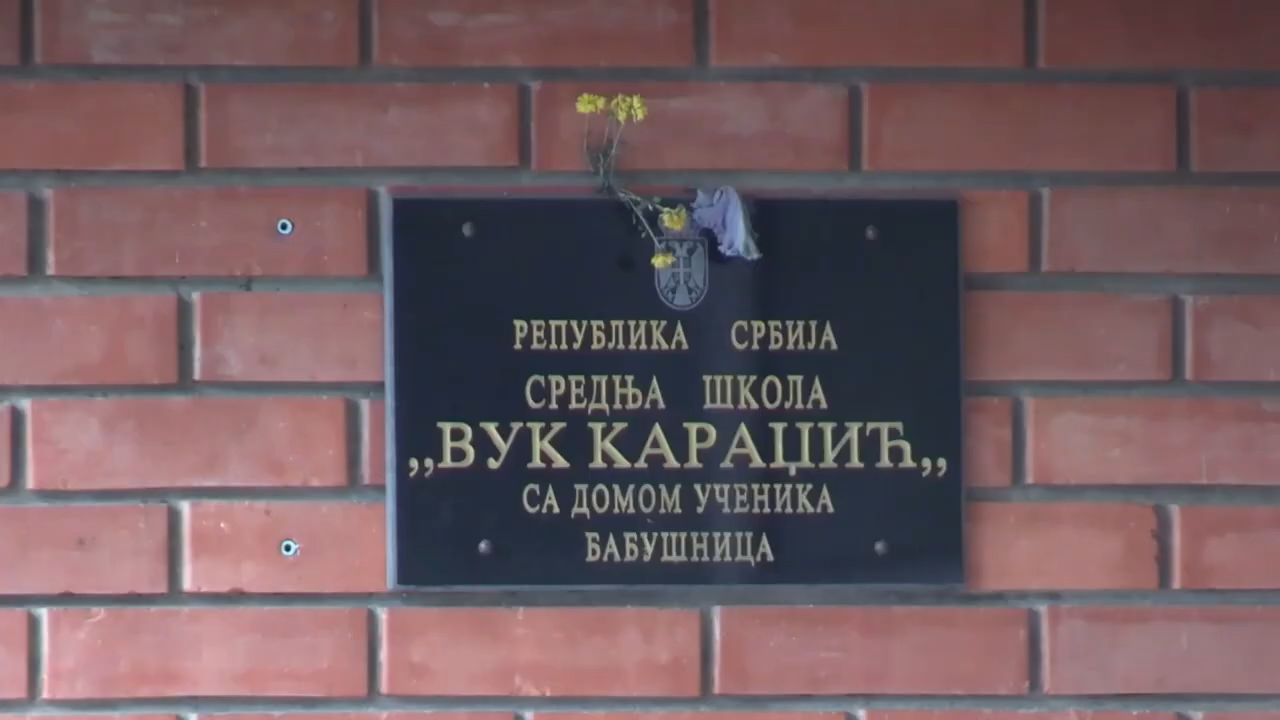 РЕПУБЛИКА СРБИЈА
СРЕДЊА ШКОЛА
„ВУК КАРАЏИЋ„
СА ДОМОМ УЧЕНИКА
БАБУШНИЦА